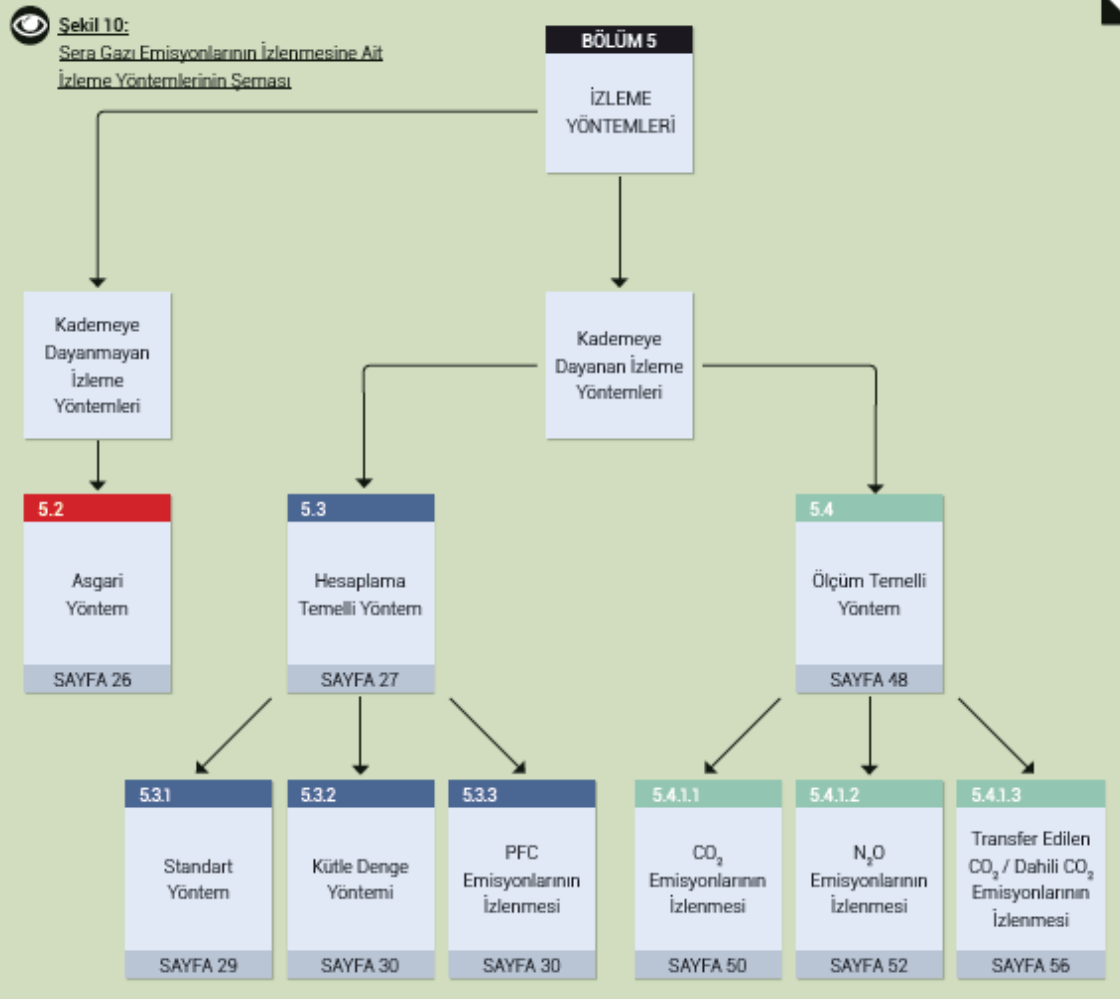 Şekil 10:
Sera Gazı Emisyonlarının İzlenmesine Ait
İzleme Yöntemlerinin Şeması
BÖLÜM 5
İZLEME
YÖNTEMLERİ
Kademeye
Dayanmayan
İzleme
Yöntemleri
Kademeye
Dayanan İzleme
Yöntemleri
5.2
Asgari
Yöntem
SAYFA 26
5.3
Hesaplama
Temelli Yöntem
SAYFA 27
5.4
Ölçüm Temelli
Yöntem
SAYFA 48
5.3.1
Standart
Yöntem
SAYFA 29
5.3.2
Kütle Denge
Yöntemi
SAYFA 30
5.3.3
PFC
Emisyonlarının
İzlenmesi
SAYFA 30
5.4.1.1
CO₂
Emisyonlarının
İzlenmesi
SAYFA 50
5.4.1.2
N₂O
Emisyonlarının
İzlenmesi
SAYFA 52
5.4.1.3
Transfer Edilen
CO₂ / Dahili CO₂
Emisyonlarının
İzlenmesi
SAYFA 56